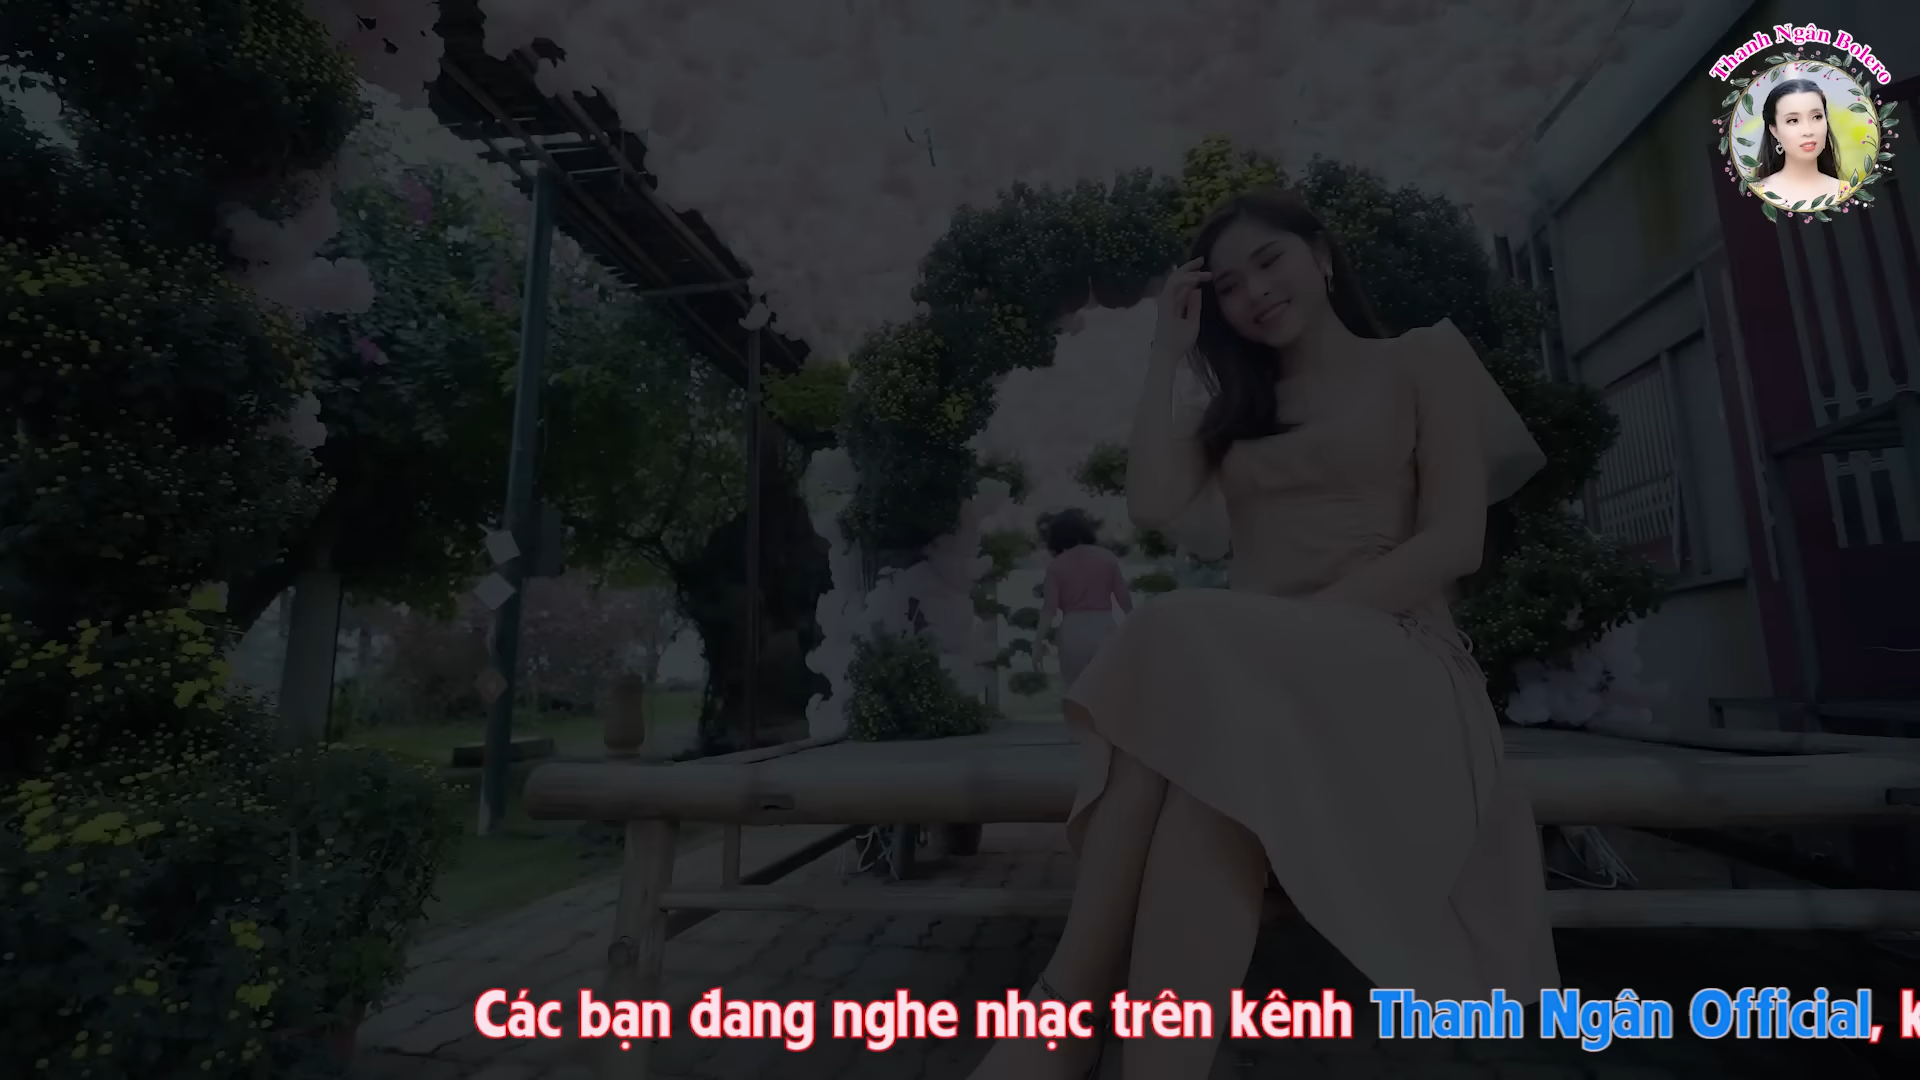 Thanh Ngân Bolero
Các bạn đang nghe nhạc trên kênh Thanh Ngân Official, k